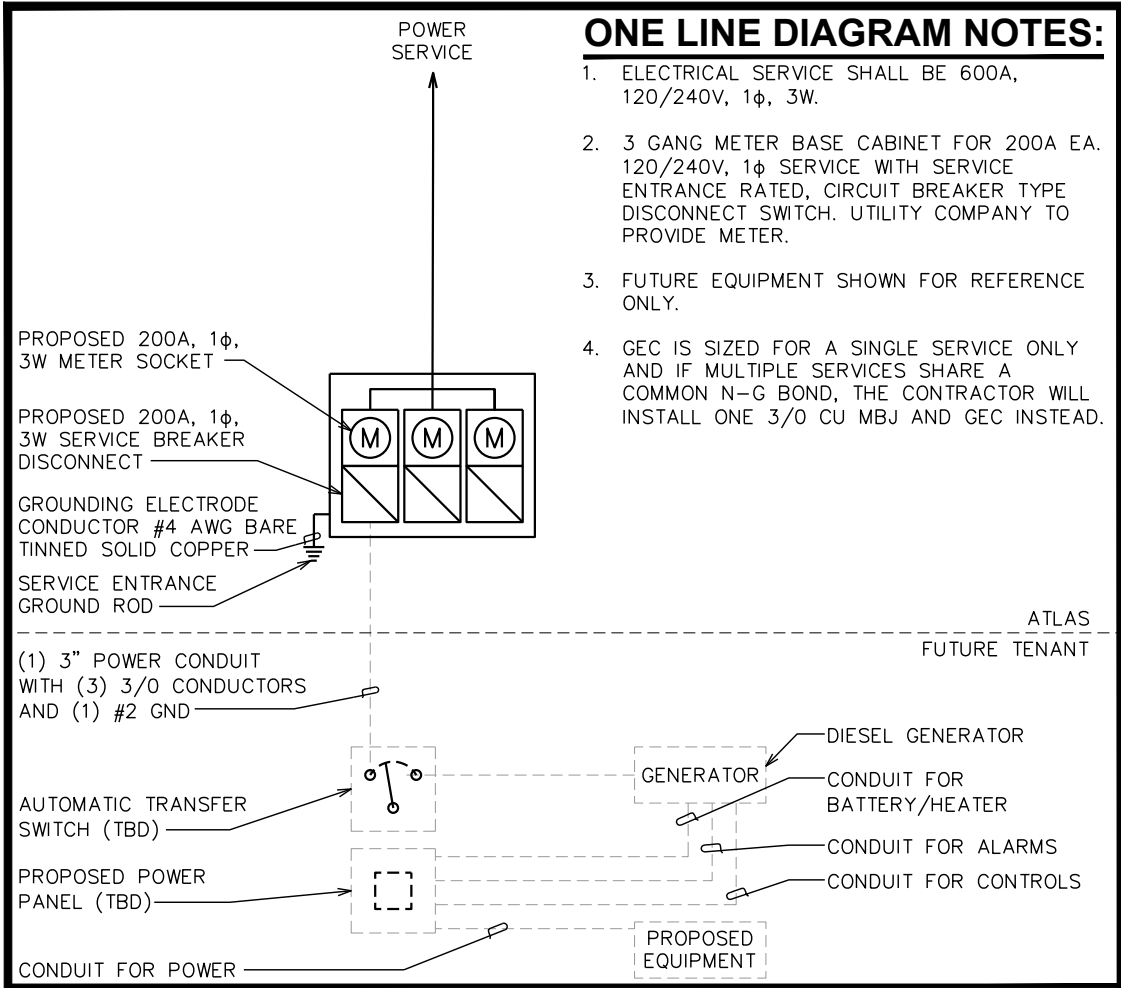 POWER
SERVICE
ONE LINE DIAGRAM NOTES:
1. ELECTRICAL SERVICE SHALL BE 600A,
120/240V, 1ϕ, 3W.
2. 3 GANG METER BASE CABINET FOR 200A EA.
120/240V, 1ϕ SERVICE WITH SERVICE
ENTRANCE RATED, CIRCUIT BREAKER TYPE
DISCONNECT SWITCH. UTILITY COMPANY TO
PROVIDE METER.
3. FUTURE EQUIPMENT SHOWN FOR REFERENCE
ONLY.
4. GEC IS SIZED FOR A SINGLE SERVICE ONLY
AND IF MULTIPLE SERVICES SHARE A
COMMON N-G BOND, THE CONTRACTOR WILL
INSTALL ONE 3/0 CU MBJ AND GEC INSTEAD.
PROPOSED 200A, 1ϕ,
3W METER SOCKET
PROPOSED 200A, 1ϕ,
3W SERVICE BREAKER
DISCONNECT
M M M
GROUNDING ELECTRODE
CONDUCTOR #4 AWG BARE
TINNED SOLID COPPER
SERVICE ENTRANCE
GROUND ROD
ATLAS
FUTURE TENANT
(1) 3" POWER CONDUIT
WITH (3) 3/0 CONDUCTORS
AND (1) #2 GND
AUTOMATIC TRANSFER
SWITCH (TBD)
PROPOSED POWER
PANEL (TBD)
CONDUIT FOR POWER
GENERATOR
DIESEL GENERATOR
CONDUIT FOR
BATTERY/HEATER
CONDUIT FOR ALARMS
CONDUIT FOR CONTROLS
PROPOSED
EQUIPMENT